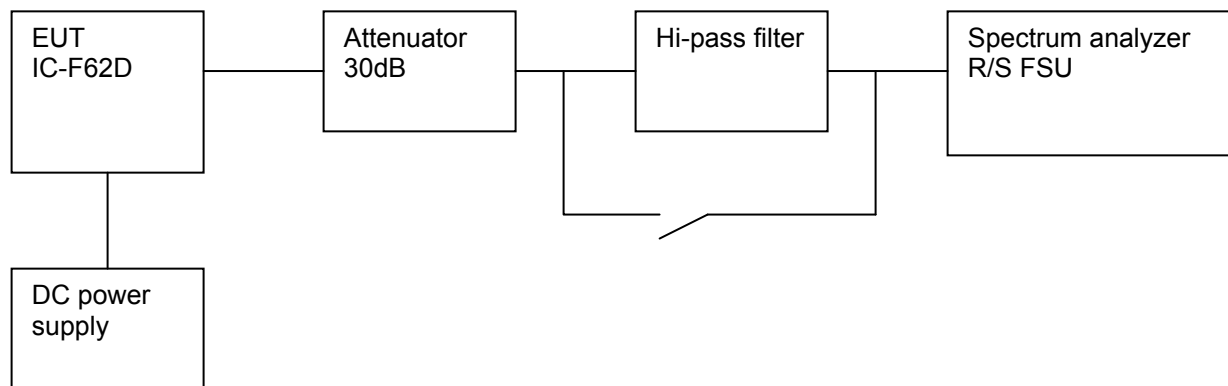 EUT
IC-F62D
Attenuator
30dB
Hi-pass filter
Spectrum analyzer
R/S FSU
DC power
supply